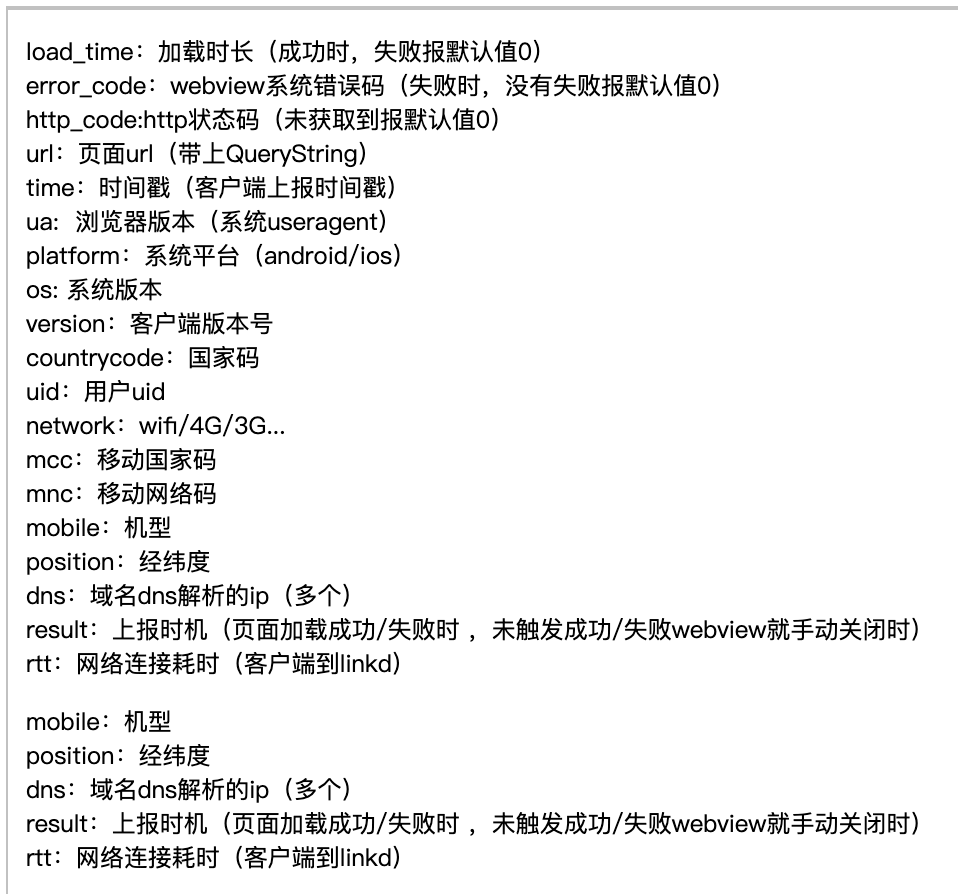 load_time：加载时长（成功时，失败报默认值0）
error_code：webview系统错误码（失败时，没有失败报默认值0）
http_code:http状态码（未获取到报默认值0）
url：页面url（带上QueryString）
time：时间戳（客户端上报时间戳）
ua：浏览器版本（系统useragent）
platform：系统平台（android/ios）
os: 系统版本
version：客户端版本号
countrycode：国家码
uid：用户uid
network：wifi/4G/3G...
mcc：移动国家码
mnc：移动网络码
mobile：机型
position：经纬度
dns：域名dns解析的ip（多个）
result：上报时机（页面加载成功/失败时 ，未触发成功/失败webview就手动关闭时）
rtt：网络连接耗时（客户端到linkd）
mobile：机型
position：经纬度
dns：域名dns解析的ip（多个）
result：上报时机（页面加载成功/失败时 ，未触发成功/失败webview就手动关闭时）
rtt：网络连接耗时（客户端到linkd）